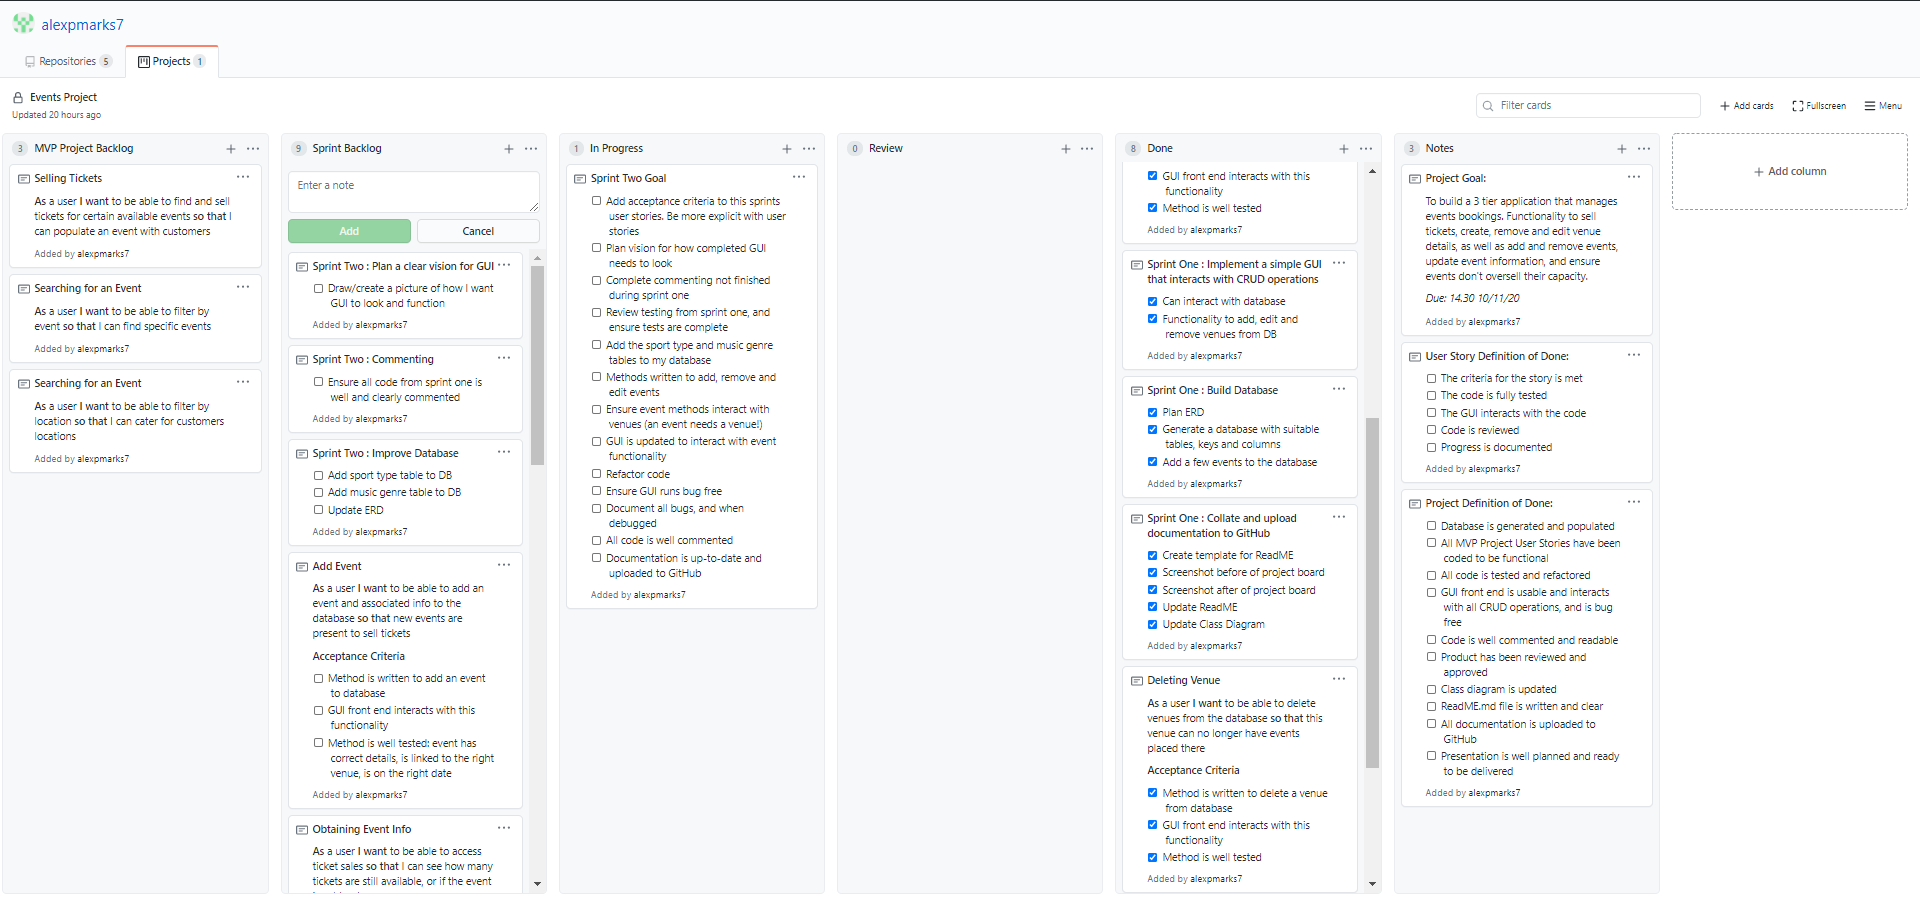 alexpmarks7
Repositories 5
Projects 1
Events Project
Updated 20 hours ago
Filter cards
Add cards
Fullscreen
Menu
3 MVP Project Backlog
Selling Tickets
As a user I want to be able to find and sell
tickets for certain available events so that I
can populate an event with customers
Added by alexpmarks7
Searching for an Event
As a user I want to be able to filter by
event so that I can find specific events
Added by alexpmarks7
Searching for an Event
As a user I want to be able to filter by
location so that I can cater for customers
locations
Added by alexpmarks7
9 Sprint Backlog
Enter a note
Add
Cancel
Sprint Two : Plan a clear vision for GUI
Draw/create a picture of how I want
GUI to look and function
Added by alexpmarks7
Sprint Two : Commenting
Ensure all code from sprint one is
well and clearly commented
Added by alexpmarks7
Sprint Two : Improve Database
Add sport type table to DB
Add music genre table to DB
Update ERD
Added by alexpmarks7
Add Event
As a user I want to be able to add an
event and associated info to the
database so that new events are
present to sell tickets
Acceptance Criteria
Method is written to add an event
to database
GUI front end interacts with this
functionality
Method is well tested: event has
correct details, is linked to the right
venue, is on the right date
Added by alexpmarks7
Obtaining Event Info
As a user I want to be able to access
ticket sales so that I can see how many
tickets are still available, or if the event
1 In Progress
Sprint Two Goal
Add acceptance criteria to this sprints
user stories. Be more explicit with user
stories
Plan vision for how completed GUI
needs to look
Complete commenting not finished
during sprint one
Review testing from sprint one, and
ensure tests are complete
Add the sport type and music genre
tables to my database
Methods written to add, remove and
edit events
Ensure event methods interact with
venues (an event needs a venue!)
GUI is updated to interact with event
functionality
Refactor code
Ensure GUI runs bug free
Document all bugs, and when
debugged
All code is well commented
Documentation is up-to-date and
uploaded to GitHub
Added by alexpmarks7
0 Review
8 Done
GUI front end interacts with this
functionality
Method is well tested
Added by alexpmarks7
Sprint One : Implement a simple GUI
that interacts with CRUD operations
Can interact with database
Functionality to add, edit and
remove venues from DB
Added by alexpmarks7
Sprint One : Build Database
Plan ERD
Generate a database with suitable
tables, keys and columns
Add a few events to the database
Added by alexpmarks7
Sprint One : Collate and upload
documentation to GitHub
Create template for ReadME
Screenshot before of project board
Screenshot after of project board
Update ReadME
Update Class Diagram
Added by alexpmarks7
Deleting Venue
As a user I want to be able to delete
venues from the database so that this
venue can no longer have events
placed there
Acceptance Criteria
Method is written to delete a venue
from database
GUI front end interacts with this
functionality
Method is well tested
Added by alexpmarks7
3 Notes
Project Goal:
To build a 3 tier application that manages
events bookings. Functionality to sell
tickets, create, remove and edit venue
details, as well as add and remove events,
update event information, and ensure
events don't oversell their capacity.
Due: 14.30 10/11/20
Added by alexpmarks7
User Story Definition of Done:
The criteria for the story is met
The code is fully tested
The GUI interacts with the code
Code is reviewed
Progress is documented
Added by alexpmarks7
Project Definition of Done:
Database is generated and populated
All MVP Project User Stories have been
coded to be functional
All code is tested and refactored
GUI front end is usable and interacts
with all CRUD operations, and is bug
free
Code is well commented and readable
Product has been reviewed and
approved
Class diagram is updated
ReadME.md file is written and clear
All documentation is uploaded to
GitHub
Presentation is well planned and ready
to be delivered
Added by alexpmarks7
Add column